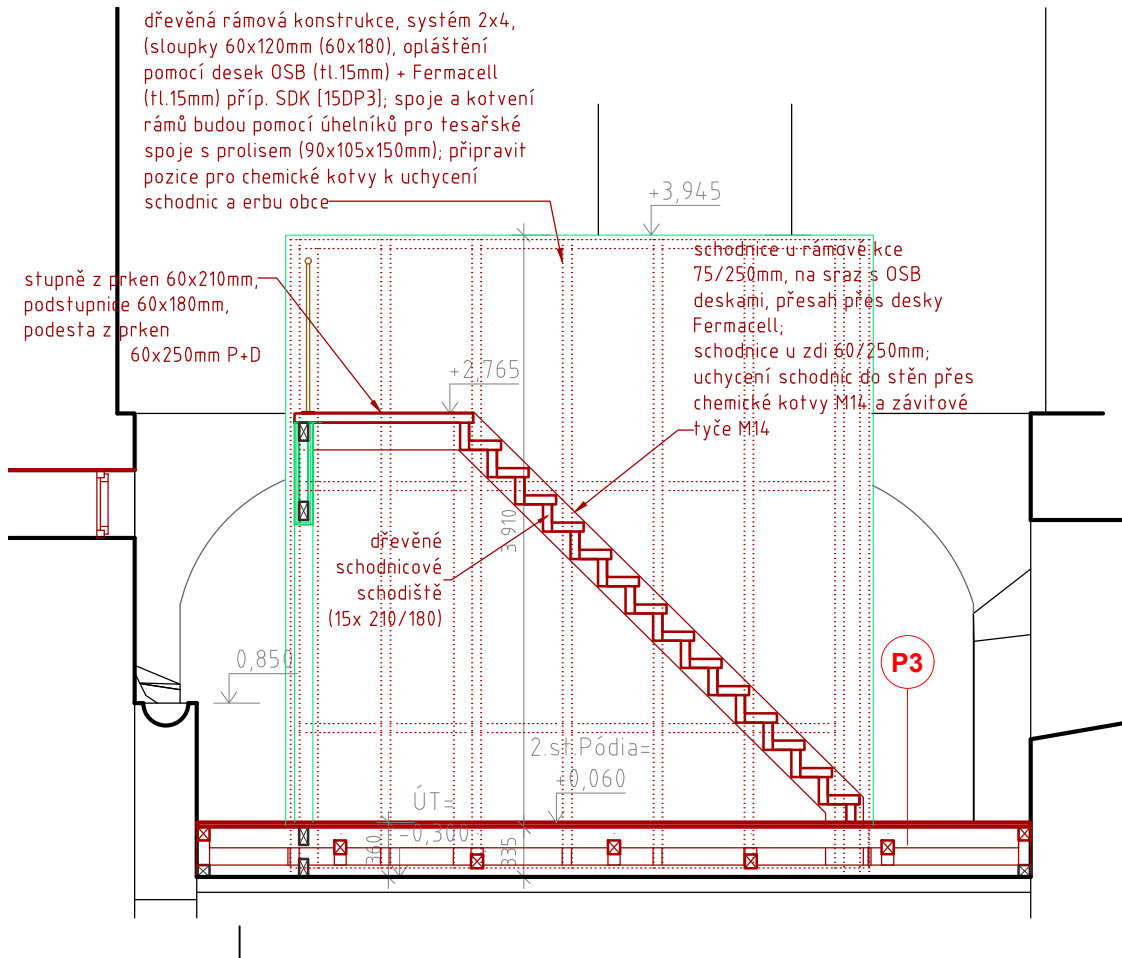 dřevěná rámová konstrukce, systém 2x4,
(sloupky 60x120mm (60x180), opláštění
pomocí desek OSB (tl.15mm) + Fermacell
(tl.15mm) příp. SDK [15DP3]; spoje a kotvení
rámů budou pomocí úhelníků pro tesařské
spoje s prolisem (90x105x150mm); připravit
pozice pro chemické kotvy k uchycení
schodnic a erbu obce
+3,945
schodnice u rámové kce
75/250mm, na sraz s OSB
deskami, přesah přes desky
Fermacell;
schodnice u zdi 60/250mm;
uchycení schodnic do stěn přes
chemické kotvy M14 a závitové
tyče M14
stupně z prken 60x210mm,
podstupnice 60x180mm,
podesta z prken
60x250mm P+D
+2,765
3 910
dřevěné
schodnicové
schodiště
(15x 210/180)
0,850
P3
2.st.Pódia=
+0,060
ÚT=
-0,300
360
335